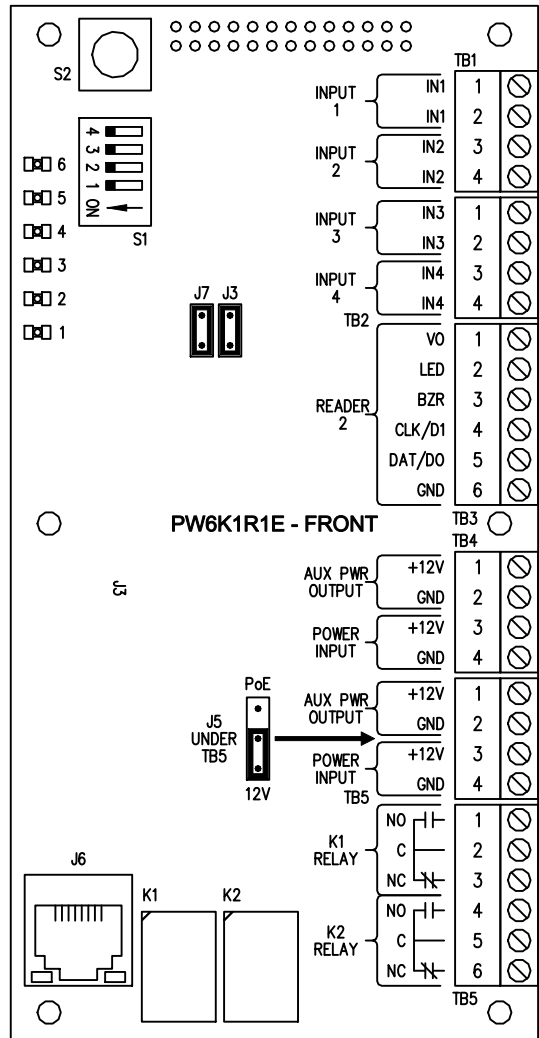 S2
TB1
INPUT 1
IN1 1
IN1 2
INPUT 2
IN2 3
IN2 4
4
3
2
1
ON
S1
6
5
4
3
2
1
INPUT 3
IN3 1
IN3 2
INPUT 4
IN4 3
IN4 4
TB2
J7 J3
READER 2
VO 1
LED 2
BZR 3
CLK/D1 4
DAT/DO 5
GND 6
TB3
PW6K1R1E - FRONT
TB4
J3
AUX PWR OUTPUT
+12V 1
GND 2
POWER INPUT
+12V 3
GND 4
PoE
J5
UNDER
TB5
12V
AUX PWR OUTPUT
+12V 1
GND 2
POWER INPUT
+12V 3
GND 4
TB5
K1 RELAY
NO 1
C 2
NC 3
K2 RELAY
NO 4
C 5
NC 6
TB5
J6
K1
K2